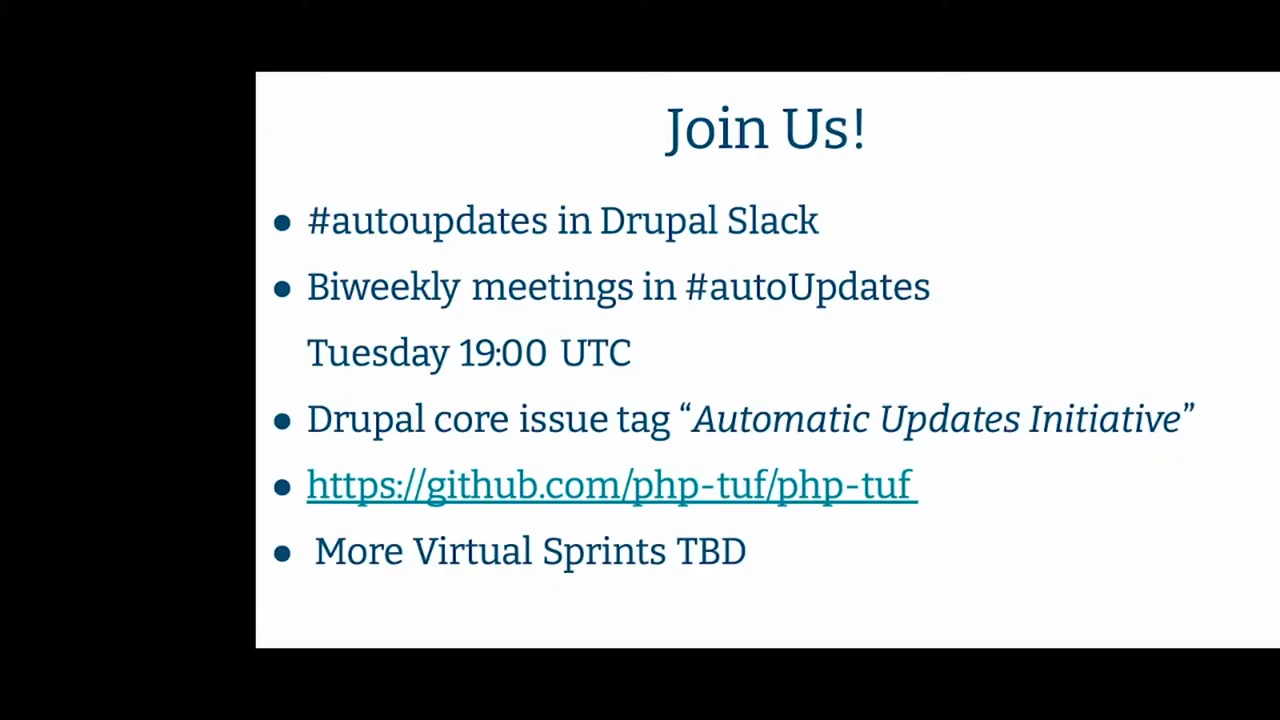 Join Us!
● #autoupdates in Drupal Slack
● Biweekly meetings in #autoUpdates
Tuesday 19:00 UTC
● Drupal core issue tag “Automatic Updates Initiative”
● https://github.com/php-tuf/php-tuf
● More Virtual Sprints TBD